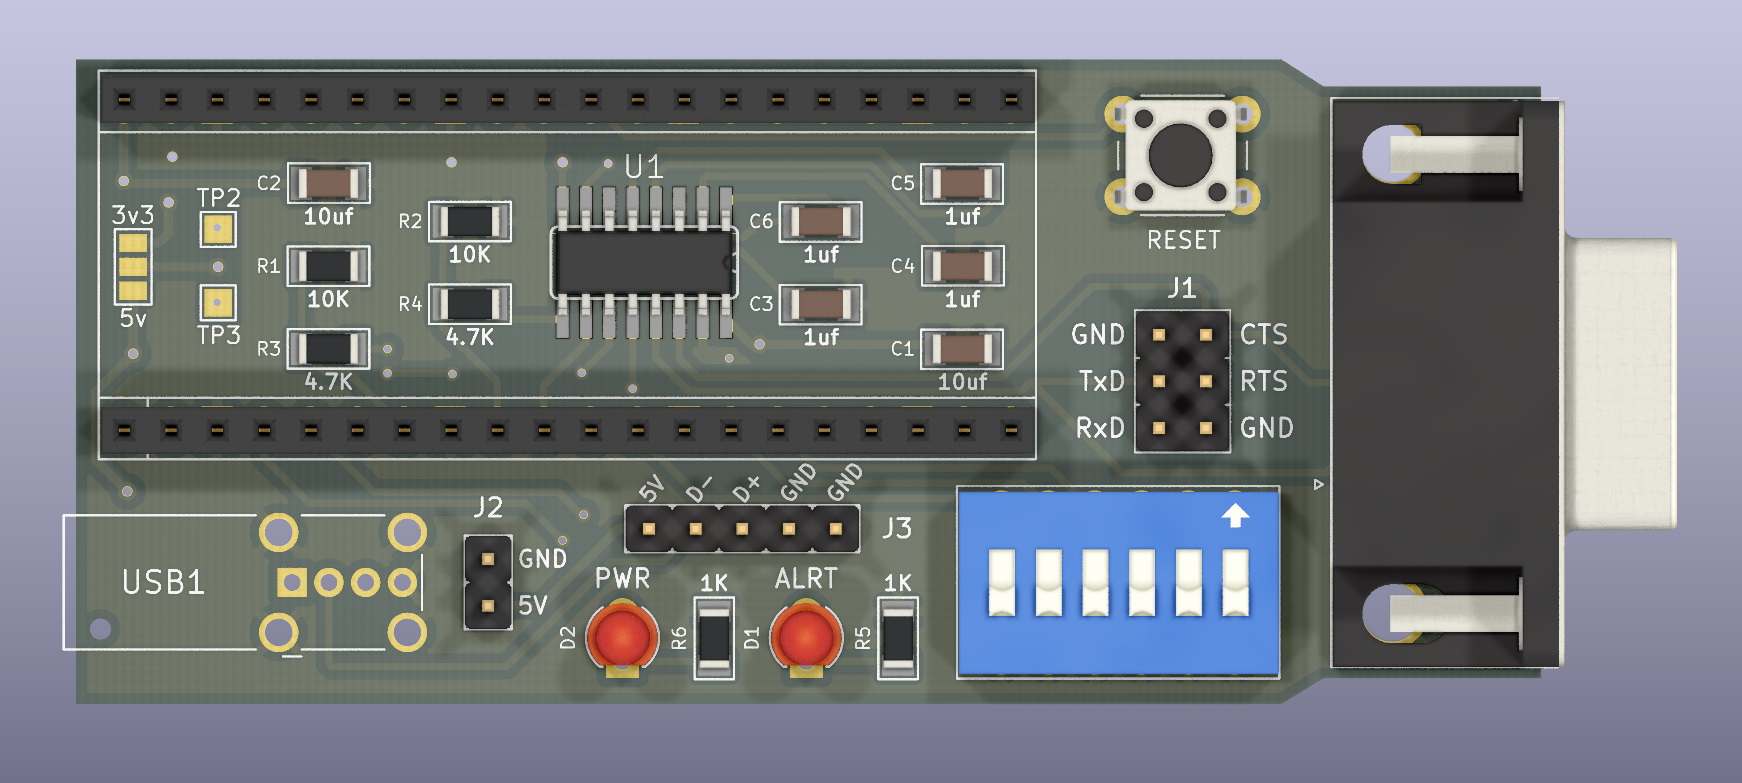 U1
C2
10uf
TP2
3v3
R2
10K
C6
1uf
C5
1uf
RESET
R1
10K
C4
1uf
5v
TP3
R4
4.7K
C3
1uf
R3
4.7K
C1
10uf
J1
GND CTS
TxD RTS
RxD GND
5V D- D+ GND GND
J3
J2
GND
5V
USB1
PWR
D2
1K
R6
ALRT
D1
1K
R5